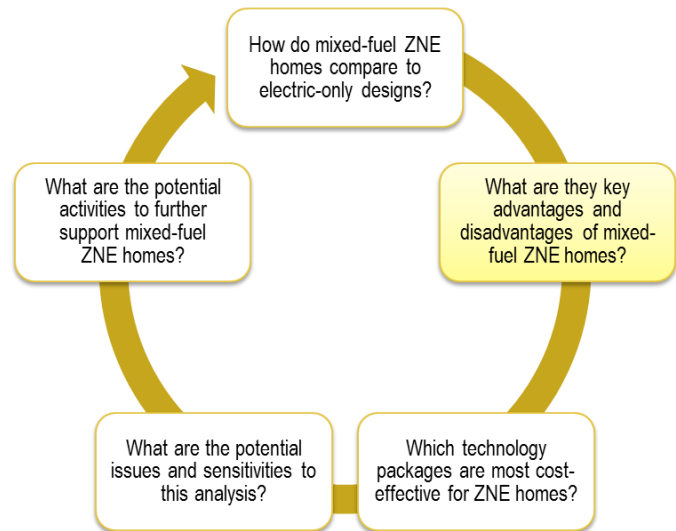 How do mixed-fuel ZNE
homes compare to
electric-only designs?
What are they key
advantages and
disadvantages of mixed-
fuel ZNE homes?
Which technology
packages are most cost-
effective for ZNE homes?
What are the potential
issues and sensitivities to
this analysis?
What are the potential
activities to further
support mixed-fuel
ZNE homes?